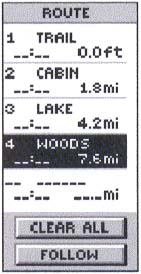 ROUTE
1 TRAIL
__:__ 0.0ft
2 CABIN
__:__ 1.8mi
3 LAKE
__:__ 4.2mi
4 WOODS
__:__ 7.6mi
__ ______
__:__ __.__mi
CLEAR ALL
FOLLOW